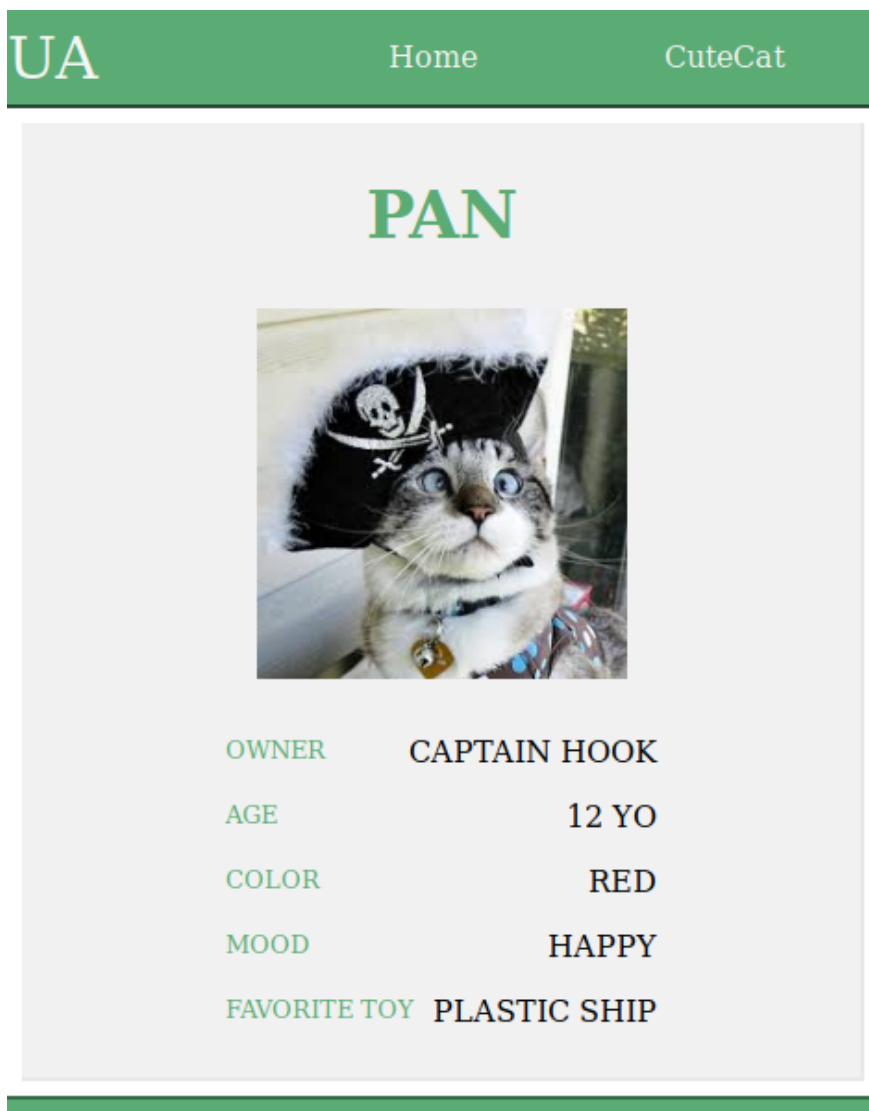 UA Home CuteCat
PAN
OWNER CAPTAIN HOOK
AGE 12 YO
COLOR RED
MOOD HAPPY
FAVORITE TOY PLASTIC SHIP